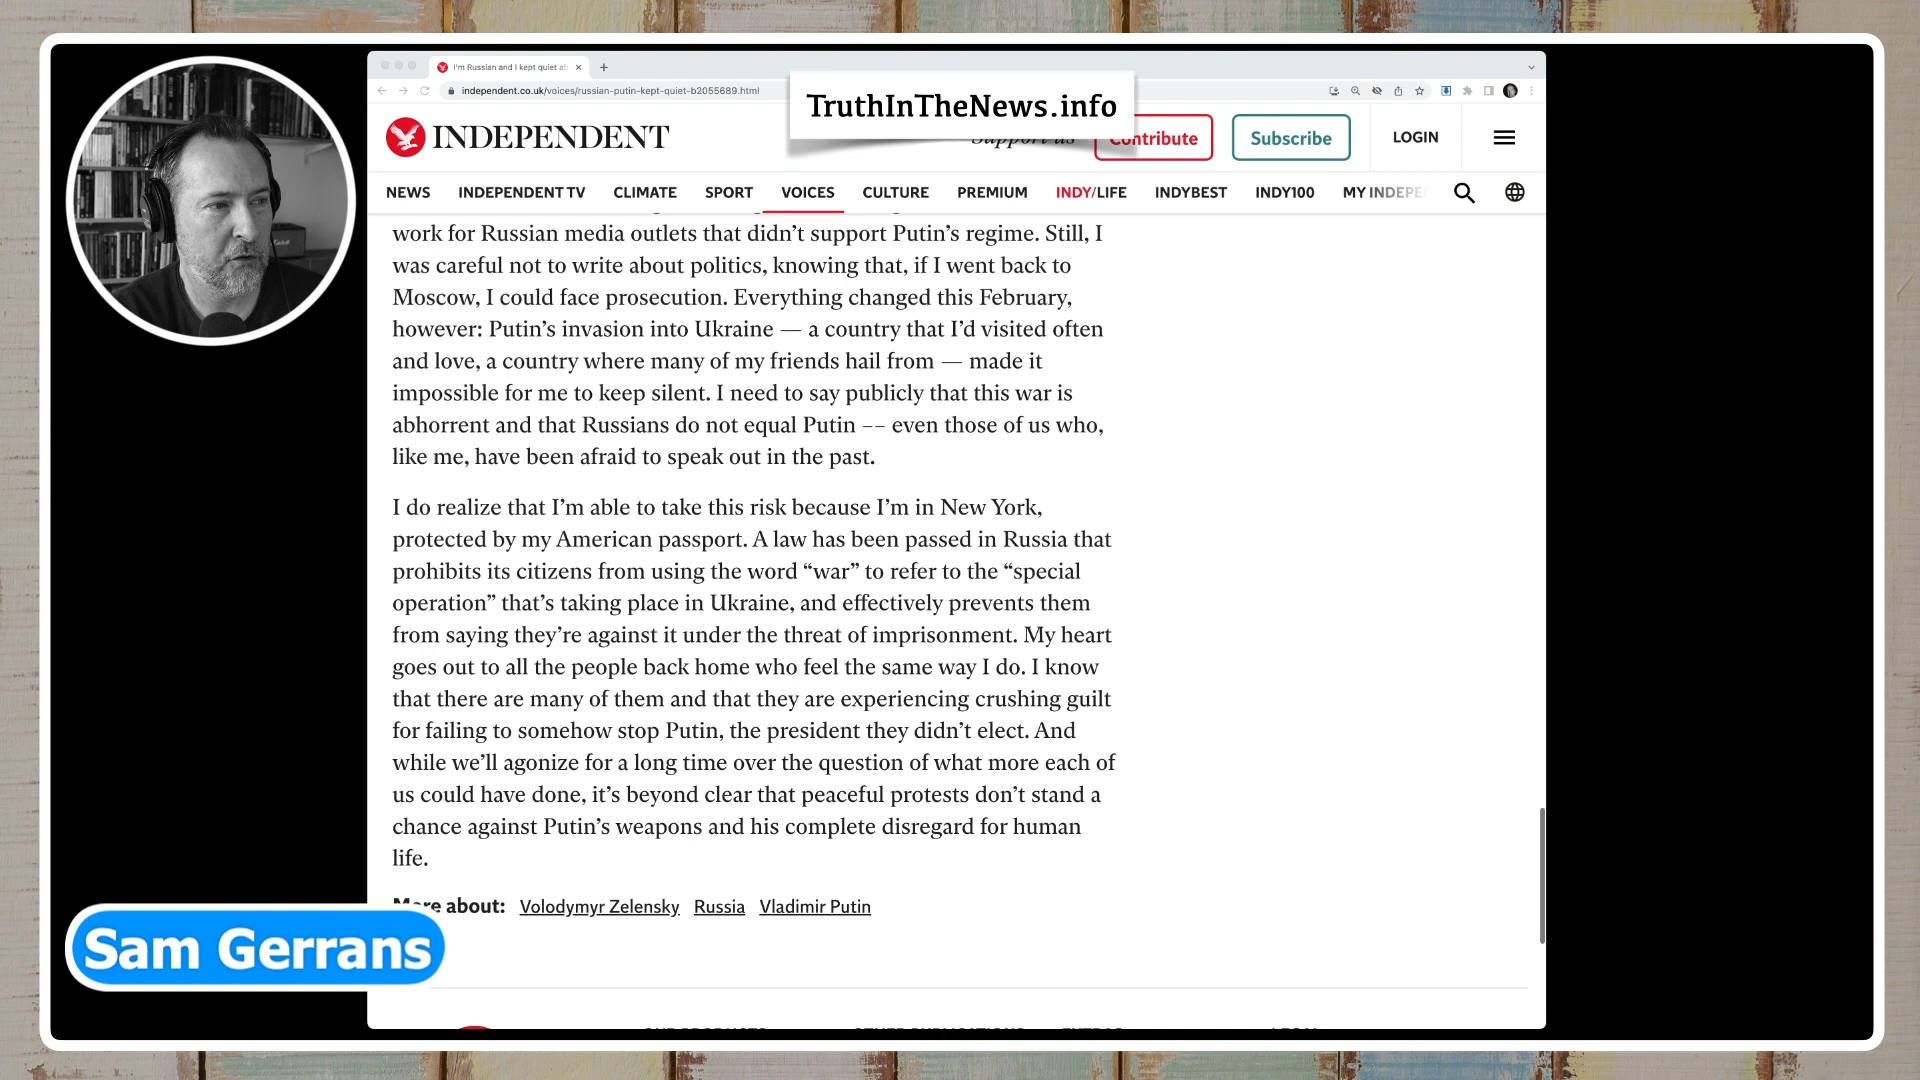 I'm Russian and I kept quiet ab
independent.co.uk/voices/russian-putin-kept-quiet-b2055689.html
TruthInTheNews.info
INDEPENDENT
Support us
Contribute
Subscribe
LOGIN
NEWS INDEPENDENT TV CLIMATE SPORT VOICES CULTURE PREMIUM INDY/LIFE INDYBEST INDY100 MY INDEPE
work for Russian media outlets that didn’t support Putin’s regime. Still, I
was careful not to write about politics, knowing that, if I went back to
Moscow, I could face prosecution. Everything changed this February,
however: Putin’s invasion into Ukraine — a country that I’d visited often
and love, a country where many of my friends hail from — made it
impossible for me to keep silent. I need to say publicly that this war is
abhorrent and that Russians do not equal Putin –– even those of us who,
like me, have been afraid to speak out in the past.
I do realize that I’m able to take this risk because I’m in New York,
protected by my American passport. A law has been passed in Russia that
prohibits its citizens from using the word “war” to refer to the “special
operation” that’s taking place in Ukraine, and effectively prevents them
from saying they’re against it under the threat of imprisonment. My heart
goes out to all the people back home who feel the same way I do. I know
that there are many of them and that they are experiencing crushing guilt
for failing to somehow stop Putin, the president they didn’t elect. And
while we’ll agonize for a long time over the question of what more each of
us could have done, it’s beyond clear that peaceful protests don’t stand a
chance against Putin’s weapons and his complete disregard for human
life.
More about: Volodymyr Zelensky Russia Vladimir Putin
Sam Gerrans